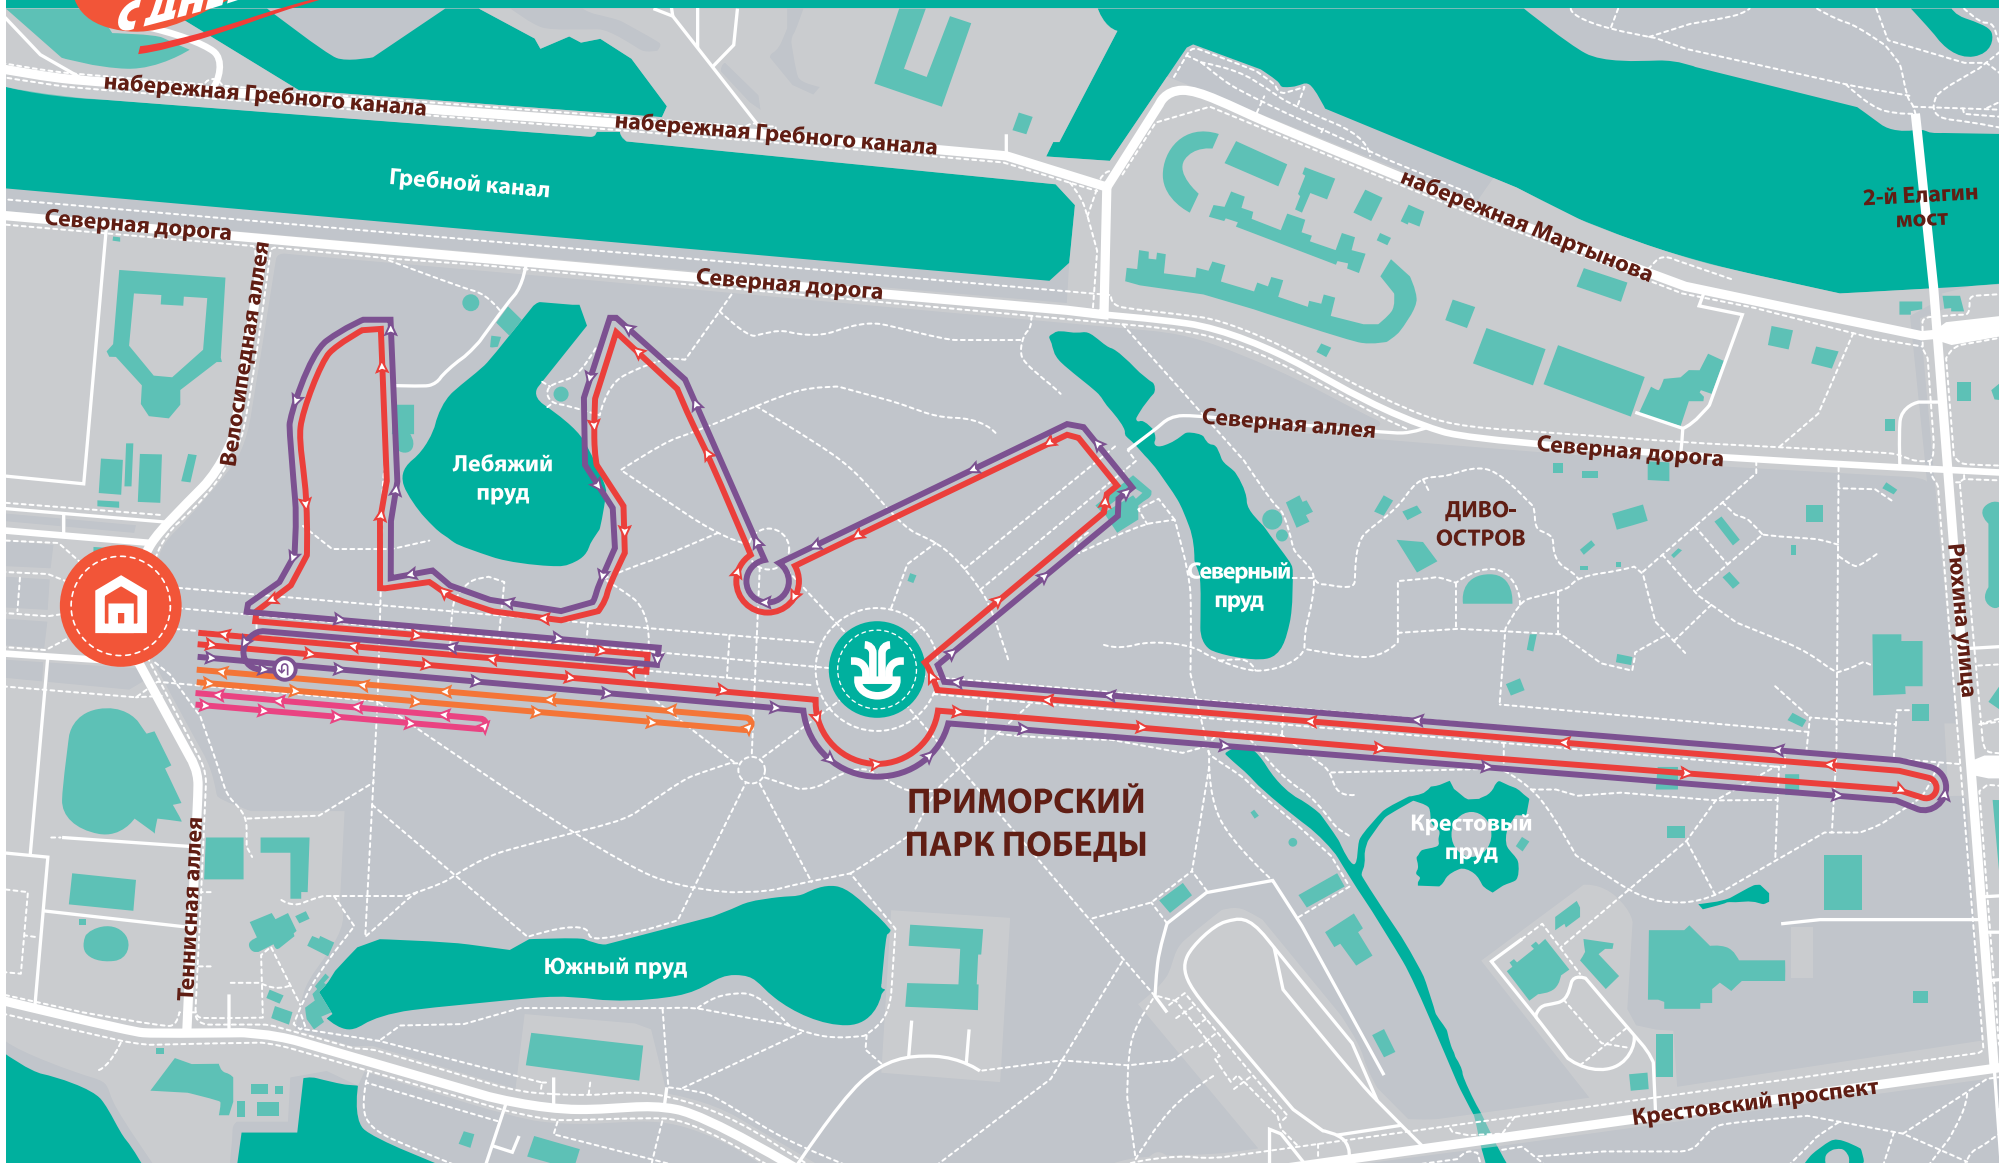 С ДНЕ
набережная Гребного канала
набережная Гребного канала
Гребной канал
Северная дорога
Велосипедная аллея
Северная дорога
набережная Мартынова
2-й Елагин
мост
Северная аллея
Северная дорога
Лебяжий
пруд
ДИВО-
ОСТРОВ
Северный
пруд
Рюхина улица
ПРИМОРСКИЙ
ПАРК ПОБЕДЫ
Крестовый
пруд
Теннисная аллея
Южный пруд
Крестовский проспект